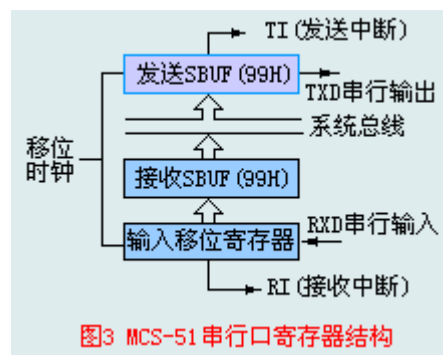 TI(发送中断)
发送SBUF(99H)
TXD串行输出
系统总线
移位
时钟
接收SBUF(99H)
RXD串行输入
输入移位寄存器
RI(接收中断)
图3 MCS-51串行口寄存器结构